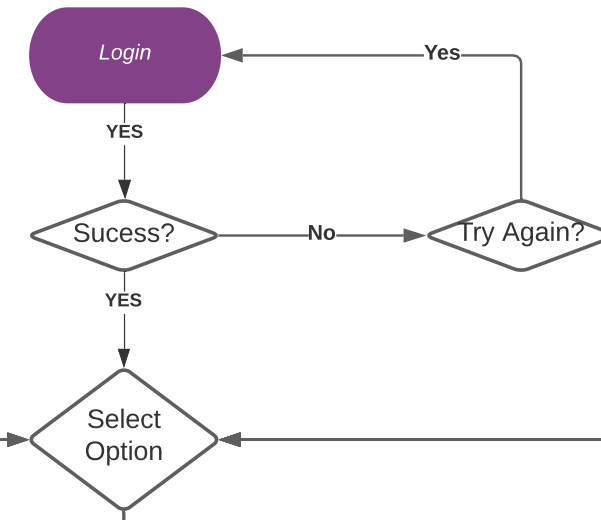 Login
Yes
YES
Sucess?
No
Try Again?
YES
Select
Option